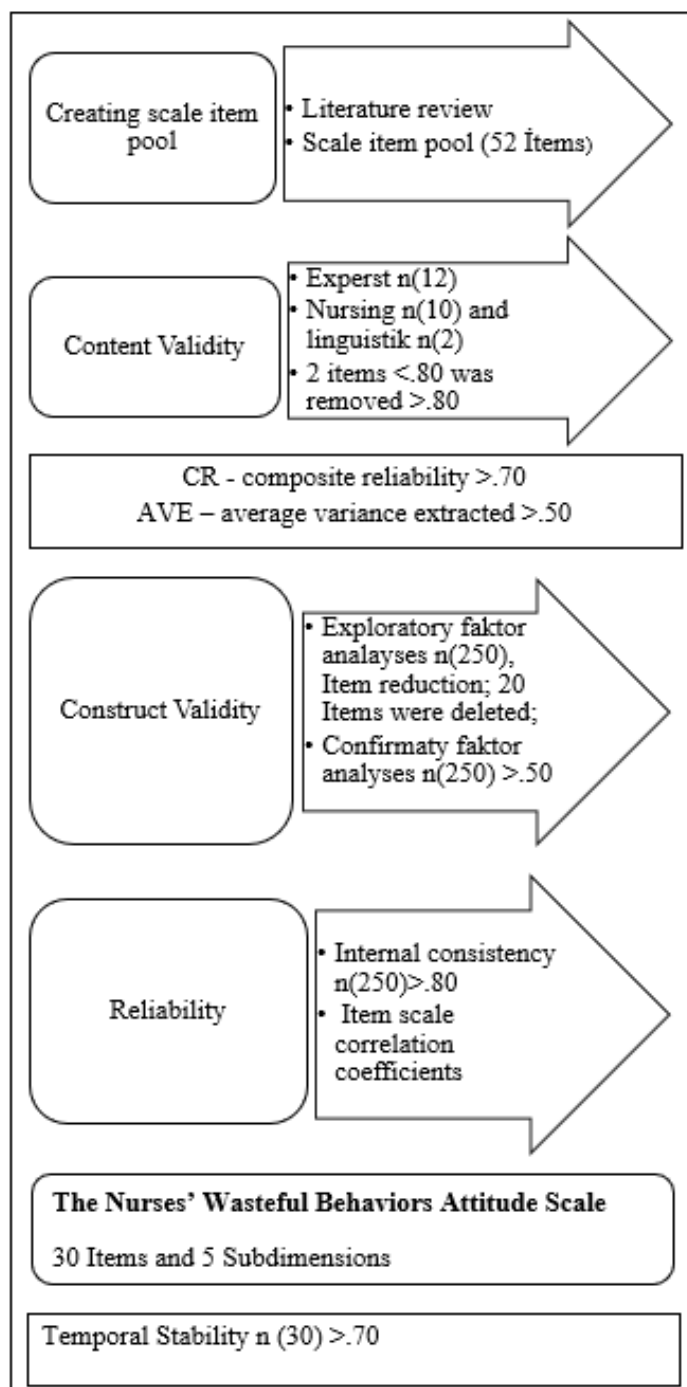 Creating scale item
pool
• Literature review
• Scale item pool (52 İtems)
Content Validity
• Experst n(12)
• Nursing n(10) and
linguistik n(2)
• 2 items <.80 was
removed >.80
CR - composite reliability >.70
AVE – average variance extracted >.50
Construct Validity
• Exploratory faktor
analayses n(250),
Item reduction; 20
Items were deleted;
• Confirmaty faktor
analyses n(250) >.50
Reliability
• Internal consistency
n(250)>.80
• Item scale
correlation
coefficients
The Nurses’ Wasteful Behaviors Attitude Scale
30 Items and 5 Subdimensions
Temporal Stability n (30) >.70